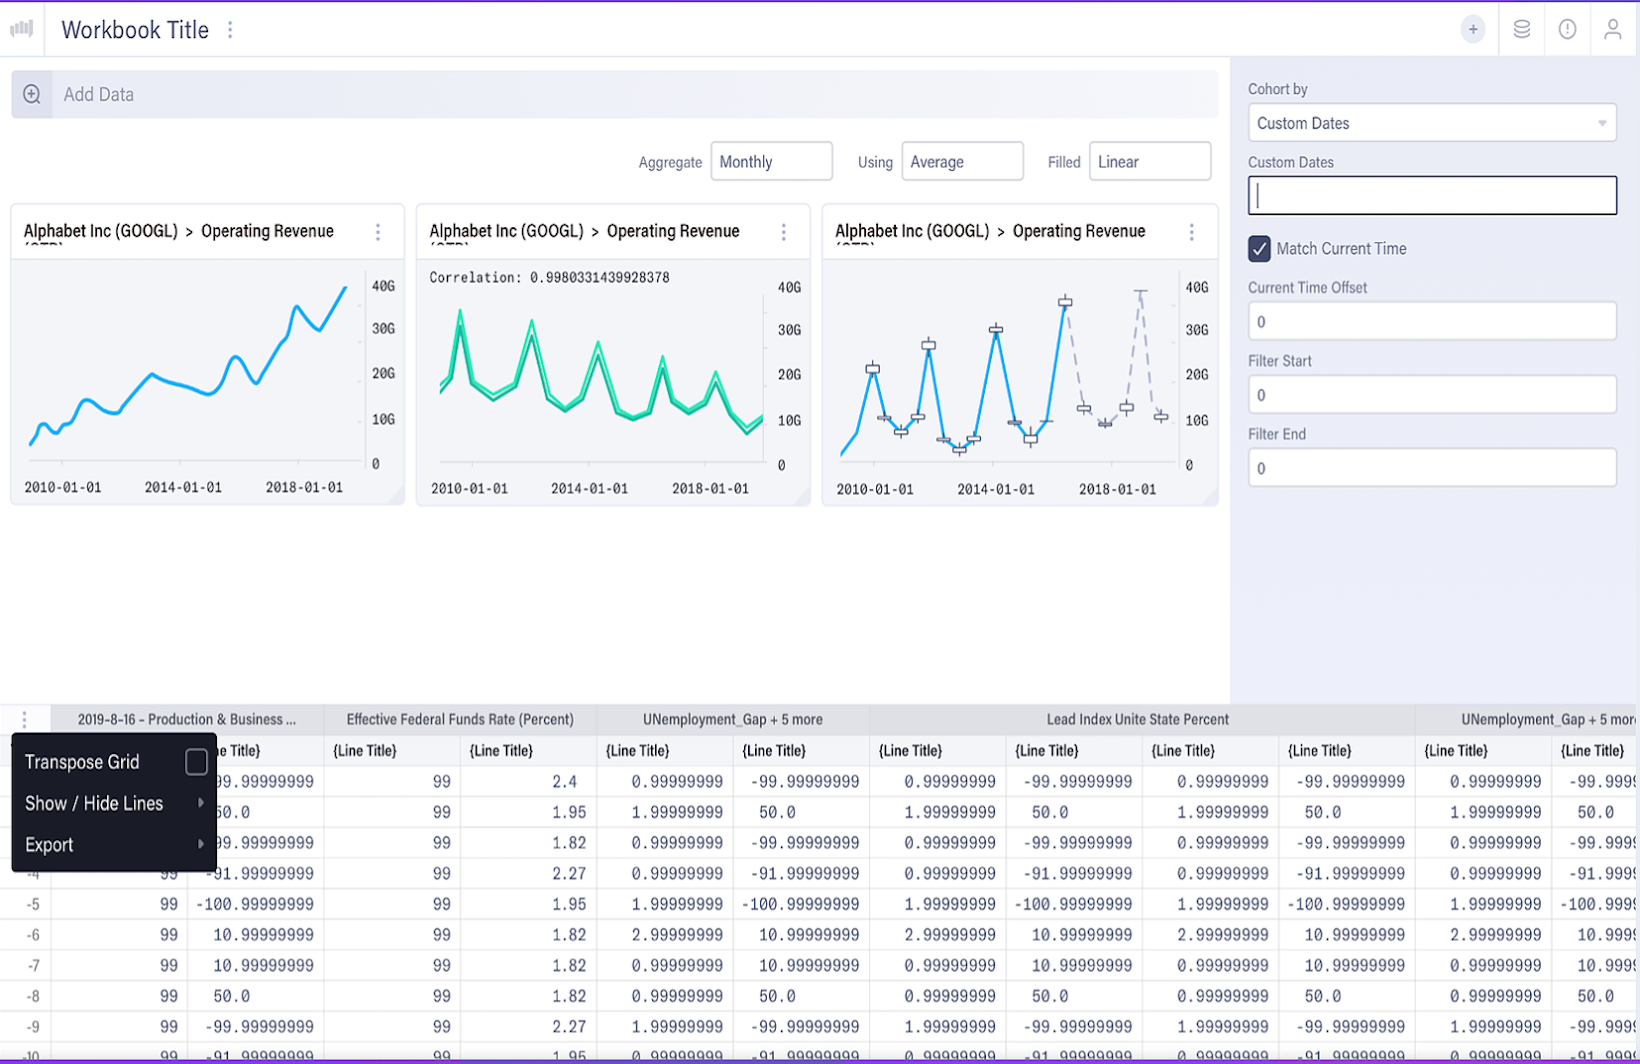 Workbook Title
Add Data
Aggregate Monthly Using Average Filled Linear
Cohort by
Custom Dates
Custom Dates
Match Current Time
Current Time Offset
0
Filter Start
0
Filter End
0
Alphabet Inc (GOOGL) > Operating Revenue
40G
30G
20G
10G
0
2010-01-01 2014-01-01 2018-01-01
Alphabet Inc (GOOGL) > Operating Revenue
Correlation: 0.9980331439928378
40G
30G
20G
10G
0
2010-01-01 2014-01-01 2018-01-01
Alphabet Inc (GOOGL) > Operating Revenue
40G
30G
20G
10G
0
2010-01-01 2014-01-01 2018-01-01
2019-8-16 – Production & Business ... Effective Federal Funds Rate (Percent) UNemployment_Gap + 5 more Lead Index Unite State Percent UNemployment_Gap + 5 more
Transpose Grid
Show / Hide Lines
Export
e Title} {Line Title} {Line Title} {Line Title} {Line Title} {Line Title} {Line Title} {Line Title} {Line Title} {Line Title} {Line Title}
99.99999999 99 2.4 0.99999999 -99.99999999 0.99999999 -99.99999999 0.99999999 -99.99999999 0.99999999 -99.999
50.0 99 1.95 1.99999999 50.0 1.99999999 50.0 1.99999999 50.0 1.99999999 50.0
99.99999999 99 1.82 0.99999999 -99.99999999 0.99999999 -99.99999999 0.99999999 -99.99999999 0.99999999 -99.999
-4 99 -91.99999999 99 2.27 0.99999999 -91.99999999 0.99999999 -91.99999999 0.99999999 -91.99999999 0.99999999 -91.999
-5 99 -100.99999999 99 1.95 1.99999999 -100.99999999 1.99999999 -100.99999999 1.99999999 -100.99999999 1.99999999 -100.999
-6 99 10.99999999 99 1.82 2.99999999 10.99999999 2.99999999 10.99999999 2.99999999 10.99999999 2.99999999 10.999
-7 99 10.99999999 99 1.82 0.99999999 10.99999999 0.99999999 10.99999999 0.99999999 10.99999999 0.99999999 10.999
-8 99 50.0 99 1.82 0.99999999 50.0 0.99999999 50.0 0.99999999 50.0 0.99999999 50.0
-9 99 -99.99999999 99 2.27 1.99999999 -99.99999999 1.99999999 -99.99999999 1.99999999 -99.99999999 1.99999999 -99.999
-10 99 -91.99999999 99 1.95 0.99999999 -91.99999999 0.99999999 -91.99999999 0.99999999 -91.99999999 0.99999999 -91.999